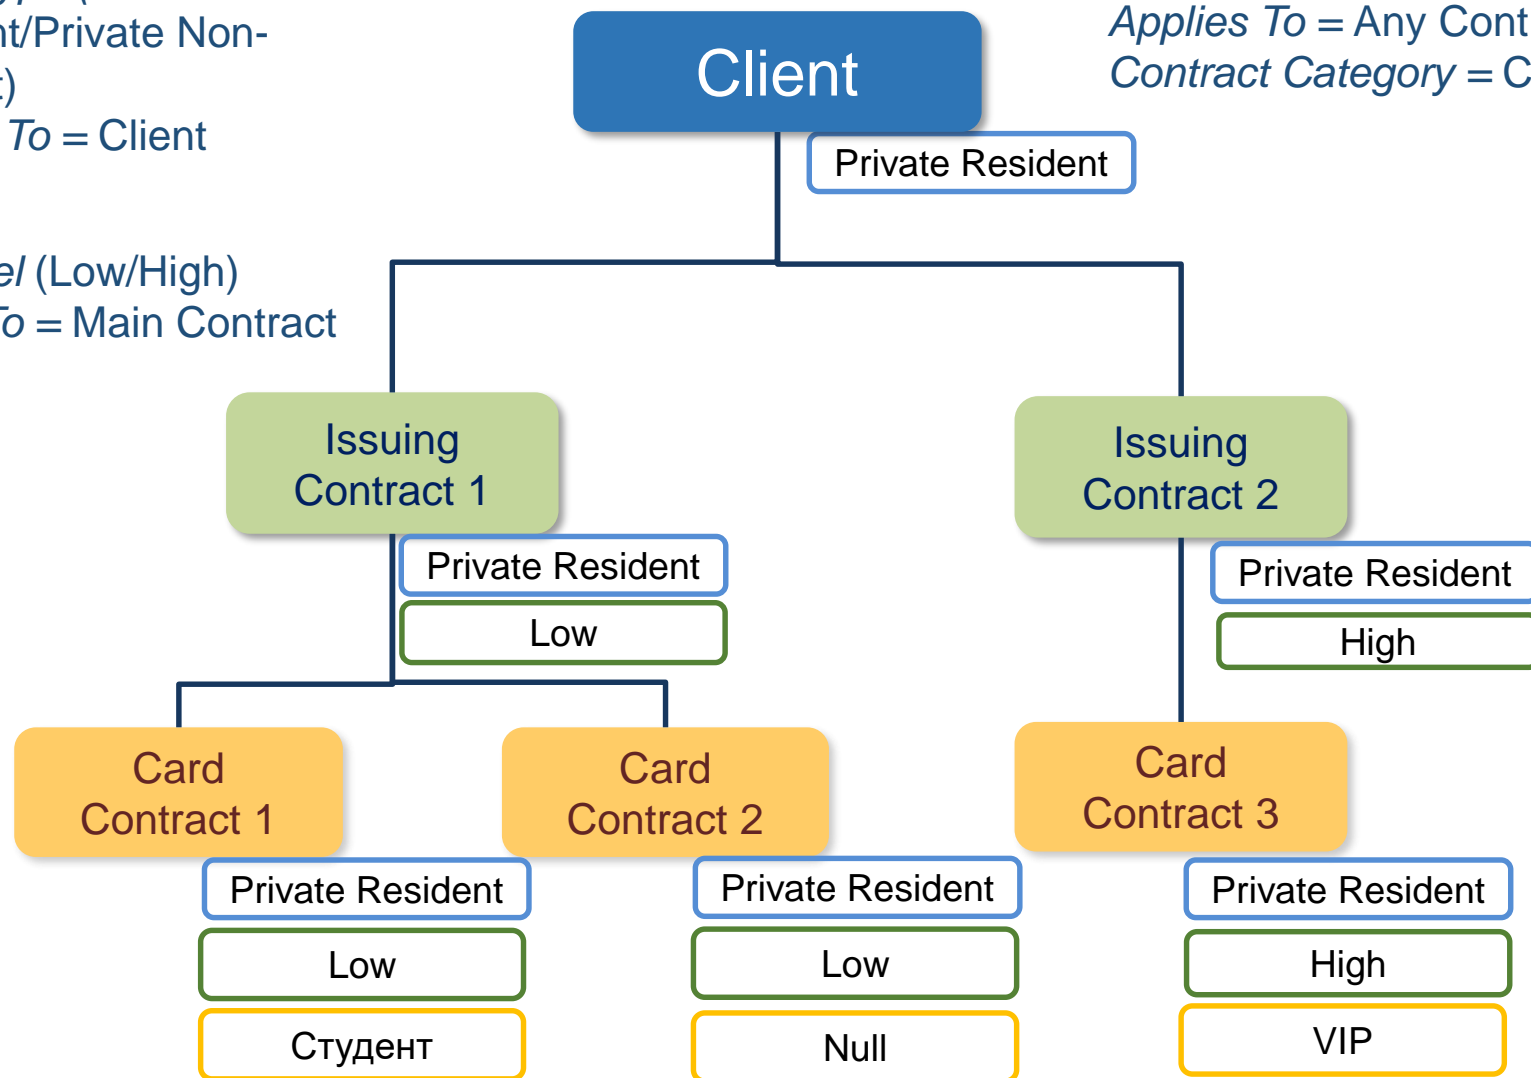 nt/Private Non-
To = Client
(Low/High)
= Main Contract
Client
Private Resident
Applies To = Any
Contract Category =
Issuing
Contract 1
Private Resident
Low
Issuing
Contract 2
Private Resident
High
Card
Contract 1
Private Resident
Low
Студент
Card
Contract 2
Private Resident
Low
Null
Card
Contract 3
Private Resident
High
VIP